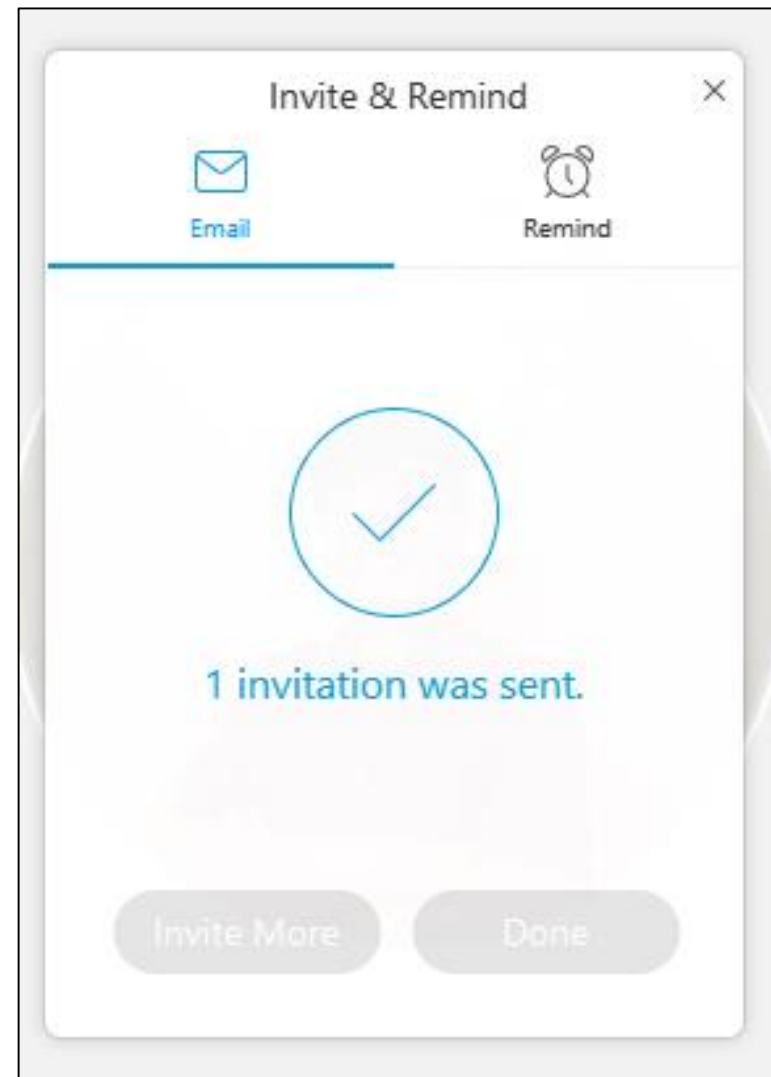 Invite & Remind
Email
Remind
1 invitation was sent.
Invite More
Done